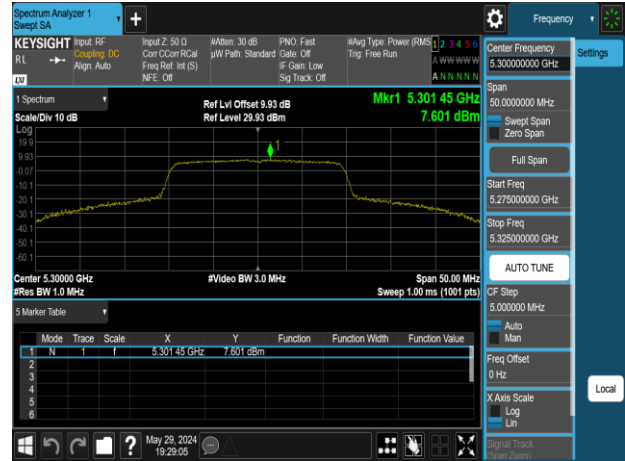 Spectrum Analyzer 1
Swept SA
+
Frequency
KEYSIGHT
RL
LXI
Input: RF
Coupling: DC
Align: Auto
Input Z: 50 Ω
Corr CCorr RCal
Freq Ref: Int (S)
NFE: Off
#Atten: 30 dB
µW Path: Standard
PNO: Fast
Gate: Off
IF Gain: Low
Sig Track: Off
#Avg Type: Power (RMS
Trig: Free Run
1 2 3 4 5 6
A W W W W W
A N N N N N
1 Spectrum
Scale/Div 10 dB
Ref Lvl Offset 9.93 dB
Ref Level 29.93 dBm
Mkr1 5.301 45 GHz
7.601 dBm
Log
19.9
9.93
-0.07
-10.1
-20.1
-30.1
-40.1
-50.1
-60.1
1
Center 5.30000 GHz
#Res BW 1.0 MHz
#Video BW 3.0 MHz
Span 50.00 MHz
Sweep 1.00 ms (1001 pts)
5 Marker Table
Mode Trace Scale X Y Function Function Width Function Value
1 N 1 f 5.301 45 GHz 7.601 dBm
2
3
4
5
6
?
May 29, 2024
19:29:05
Center Frequency
5.300000000 GHz
Span
50.0000000 MHz
Swept Span
Zero Span
Full Span
Start Freq
5.275000000 GHz
Stop Freq
5.325000000 GHz
AUTO TUNE
CF Step
5.000000 MHz
Auto
Man
Freq Offset
0 Hz
X Axis Scale
Log
Lin
Signal Track
(Span Zoom)
Settings
Local